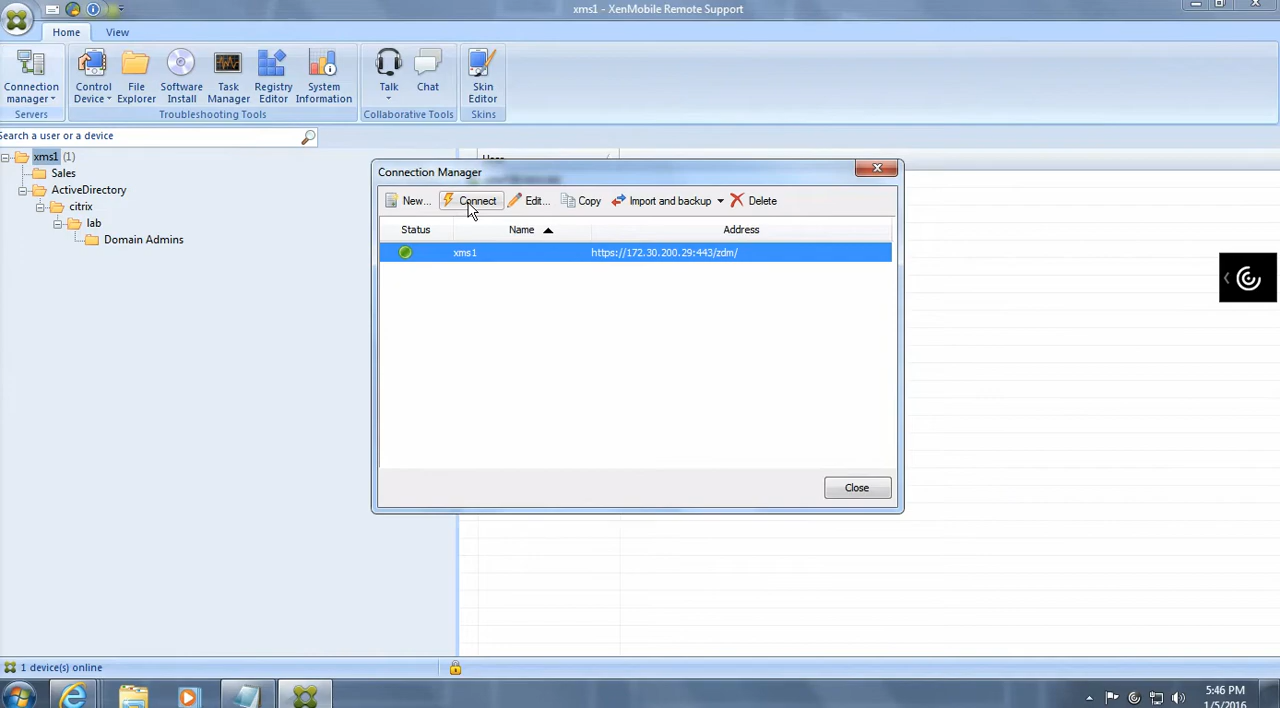 xms1 - XenMobile Remote Support
Home View
Connection manager
Control Device
File Explorer
Software Install
Task Manager
Registry Editor
System Information
Talk
Chat
Skin Editor
Servers
Troubleshooting Tools
Collaborative Tools
Skins
Search a user or a device
xms1 (1)
Sales
ActiveDirectory
citrix
lab
Domain Admins
Connection Manager
New... Connect Edit... Copy Import and backup Delete
Status Name Address
xms1 https://172.30.200.29:443/zdm/
Close
1 device(s) online
5:46 PM
1/5/2016